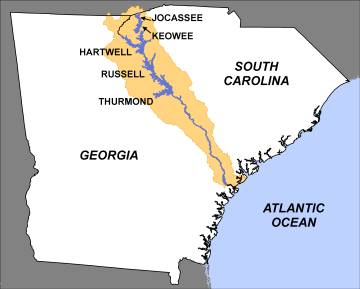 JOCASSEE
KEOWEE
HARTWELL
RUSSELL
THURMOND
SOUTH
CAROLINA
GEORGIA
ATLANTIC
OCEAN